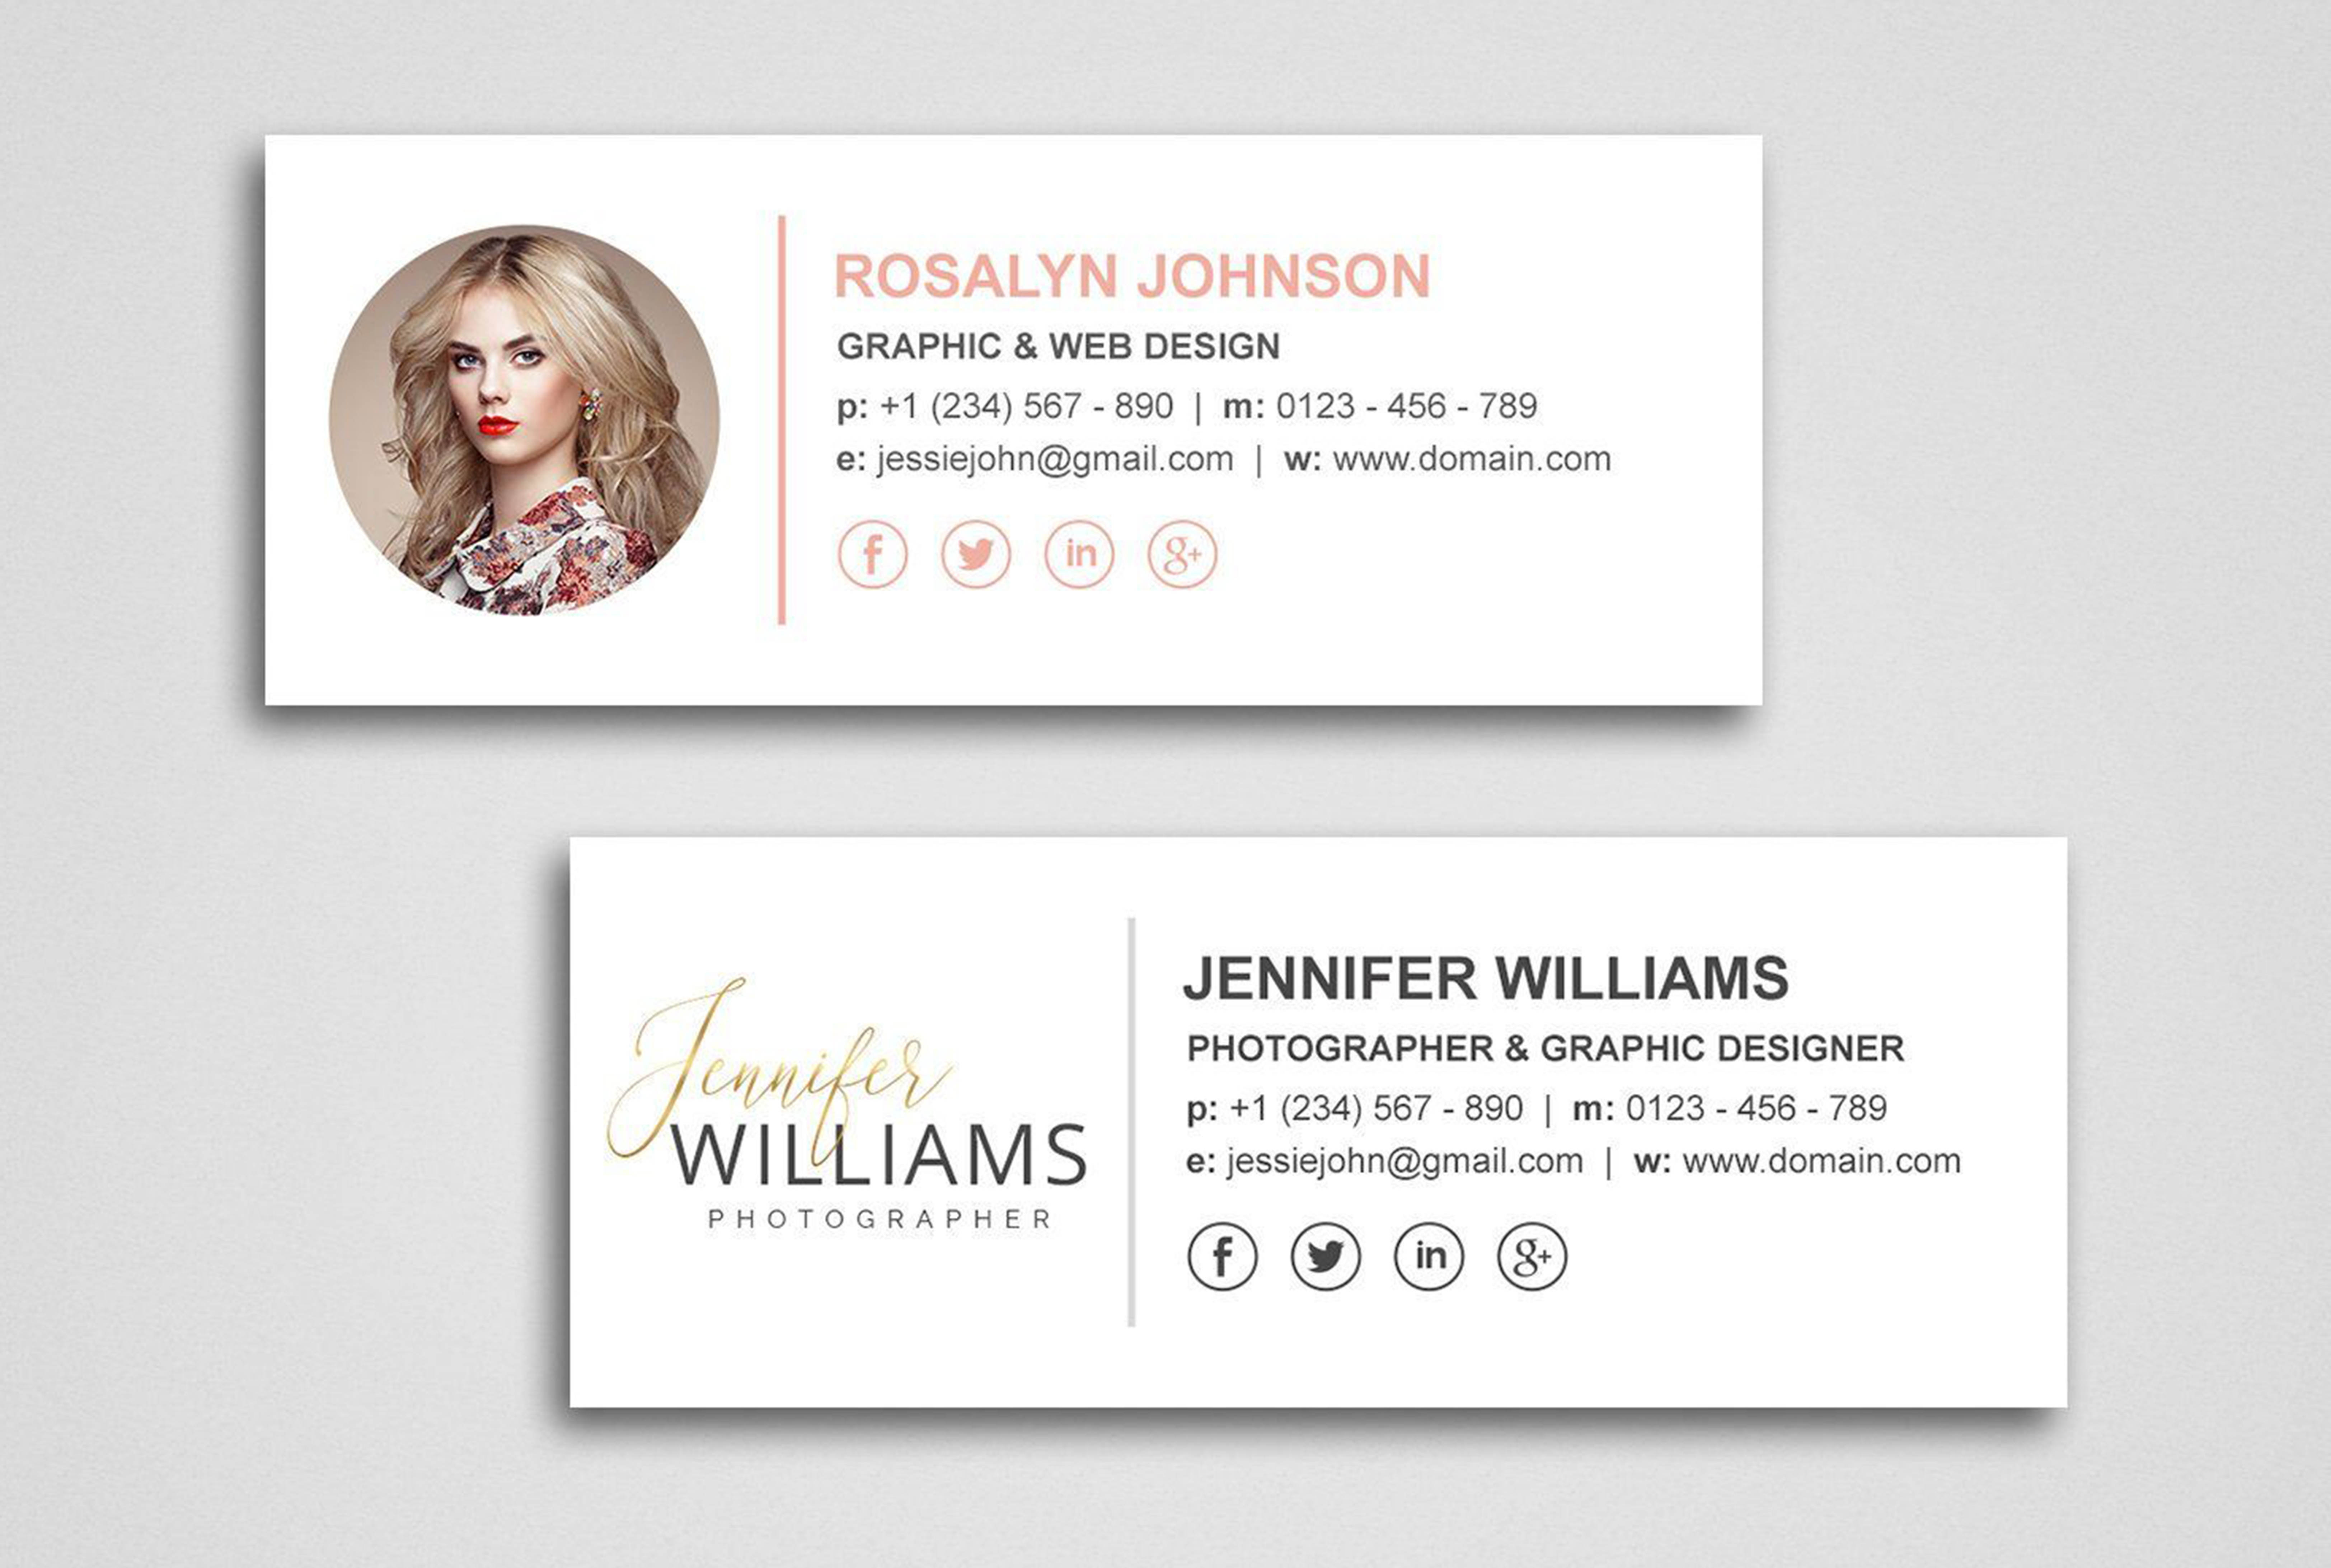 ROSALYN JOHNSON
GRAPHIC & WEB DESIGN
p: +1 (234) 567 - 890 | m: 0123 - 456 - 789
e: jessiejohn@gmail.com | w: www.domain.com
f in g+
Jennifer
WILLIAMS
PHOTOGRAPHER
JENNIFER WILLIAMS
PHOTOGRAPHER & GRAPHIC DESIGNER
p: +1 (234) 567 - 890 | m: 0123 - 456 - 789
e: jessiejohn@gmail.com | w: www.domain.com
f in g+